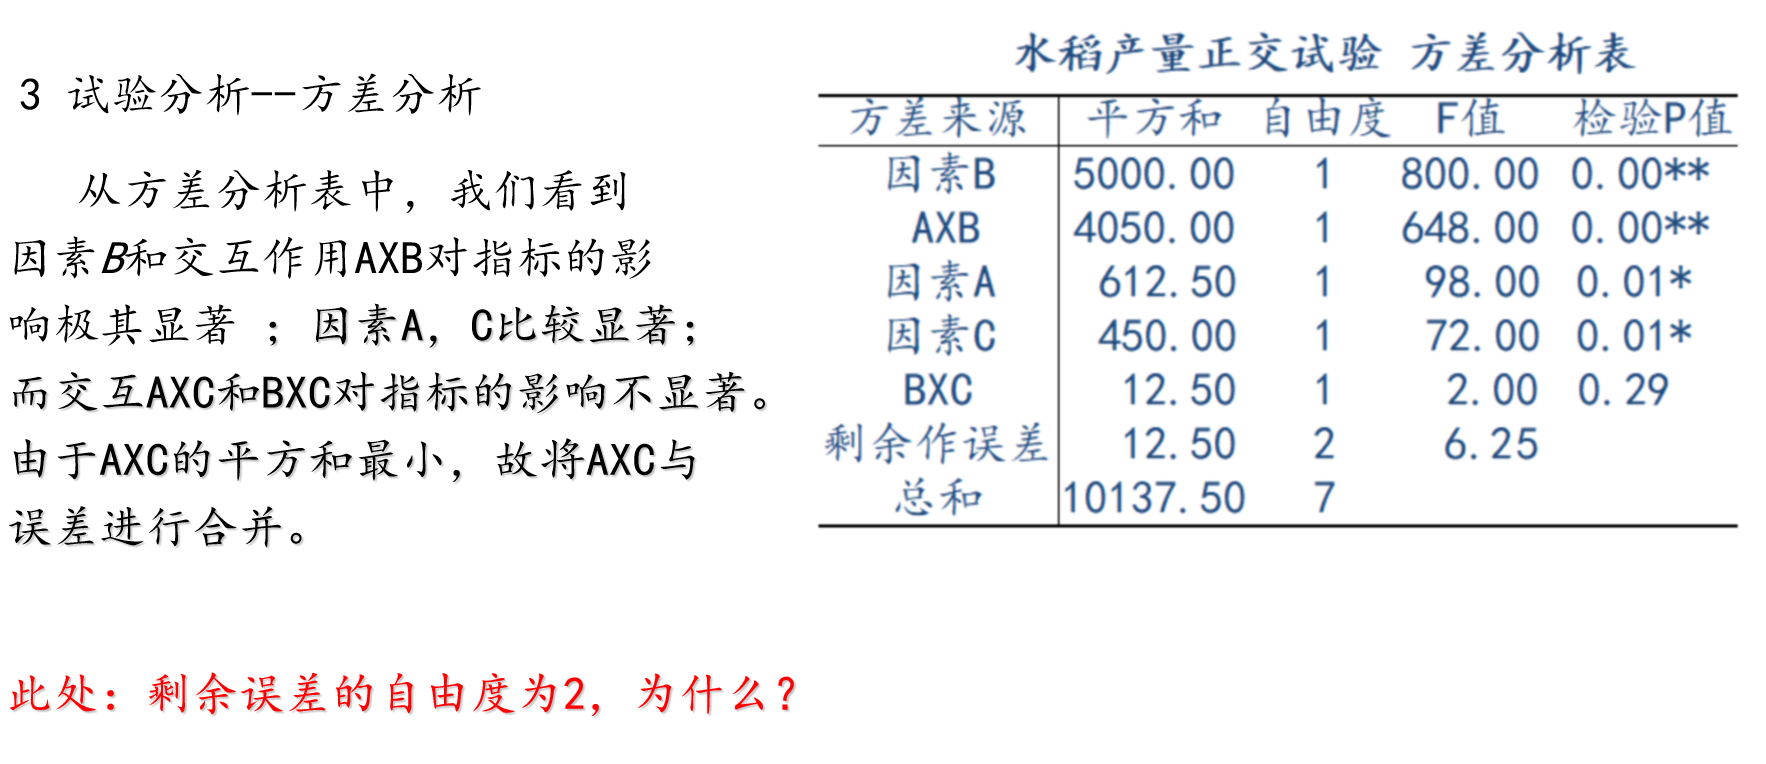 3 试验分析--方差分析
从方差分析表中，我们看到
因素B和交互作用AXB对指标的影
响极其显著 ；因素A，C比较显著；
而交互AXC和BXC对指标的影响不显著。
由于AXC的平方和最小，故将AXC与
误差进行合并。
此处：剩余误差的自由度为2，为什么？
水稻产量正交试验 方差分析表
方差来源 平方和 自由度 F值 检验P值
因素B 5000.00 1 800.00 0.00**
AXB 4050.00 1 648.00 0.00**
因素A 612.50 1 98.00 0.01*
因素C 450.00 1 72.00 0.01*
BXC 12.50 1 2.00 0.29
剩余作误差 12.50 2 6.25
总和 10137.50 7